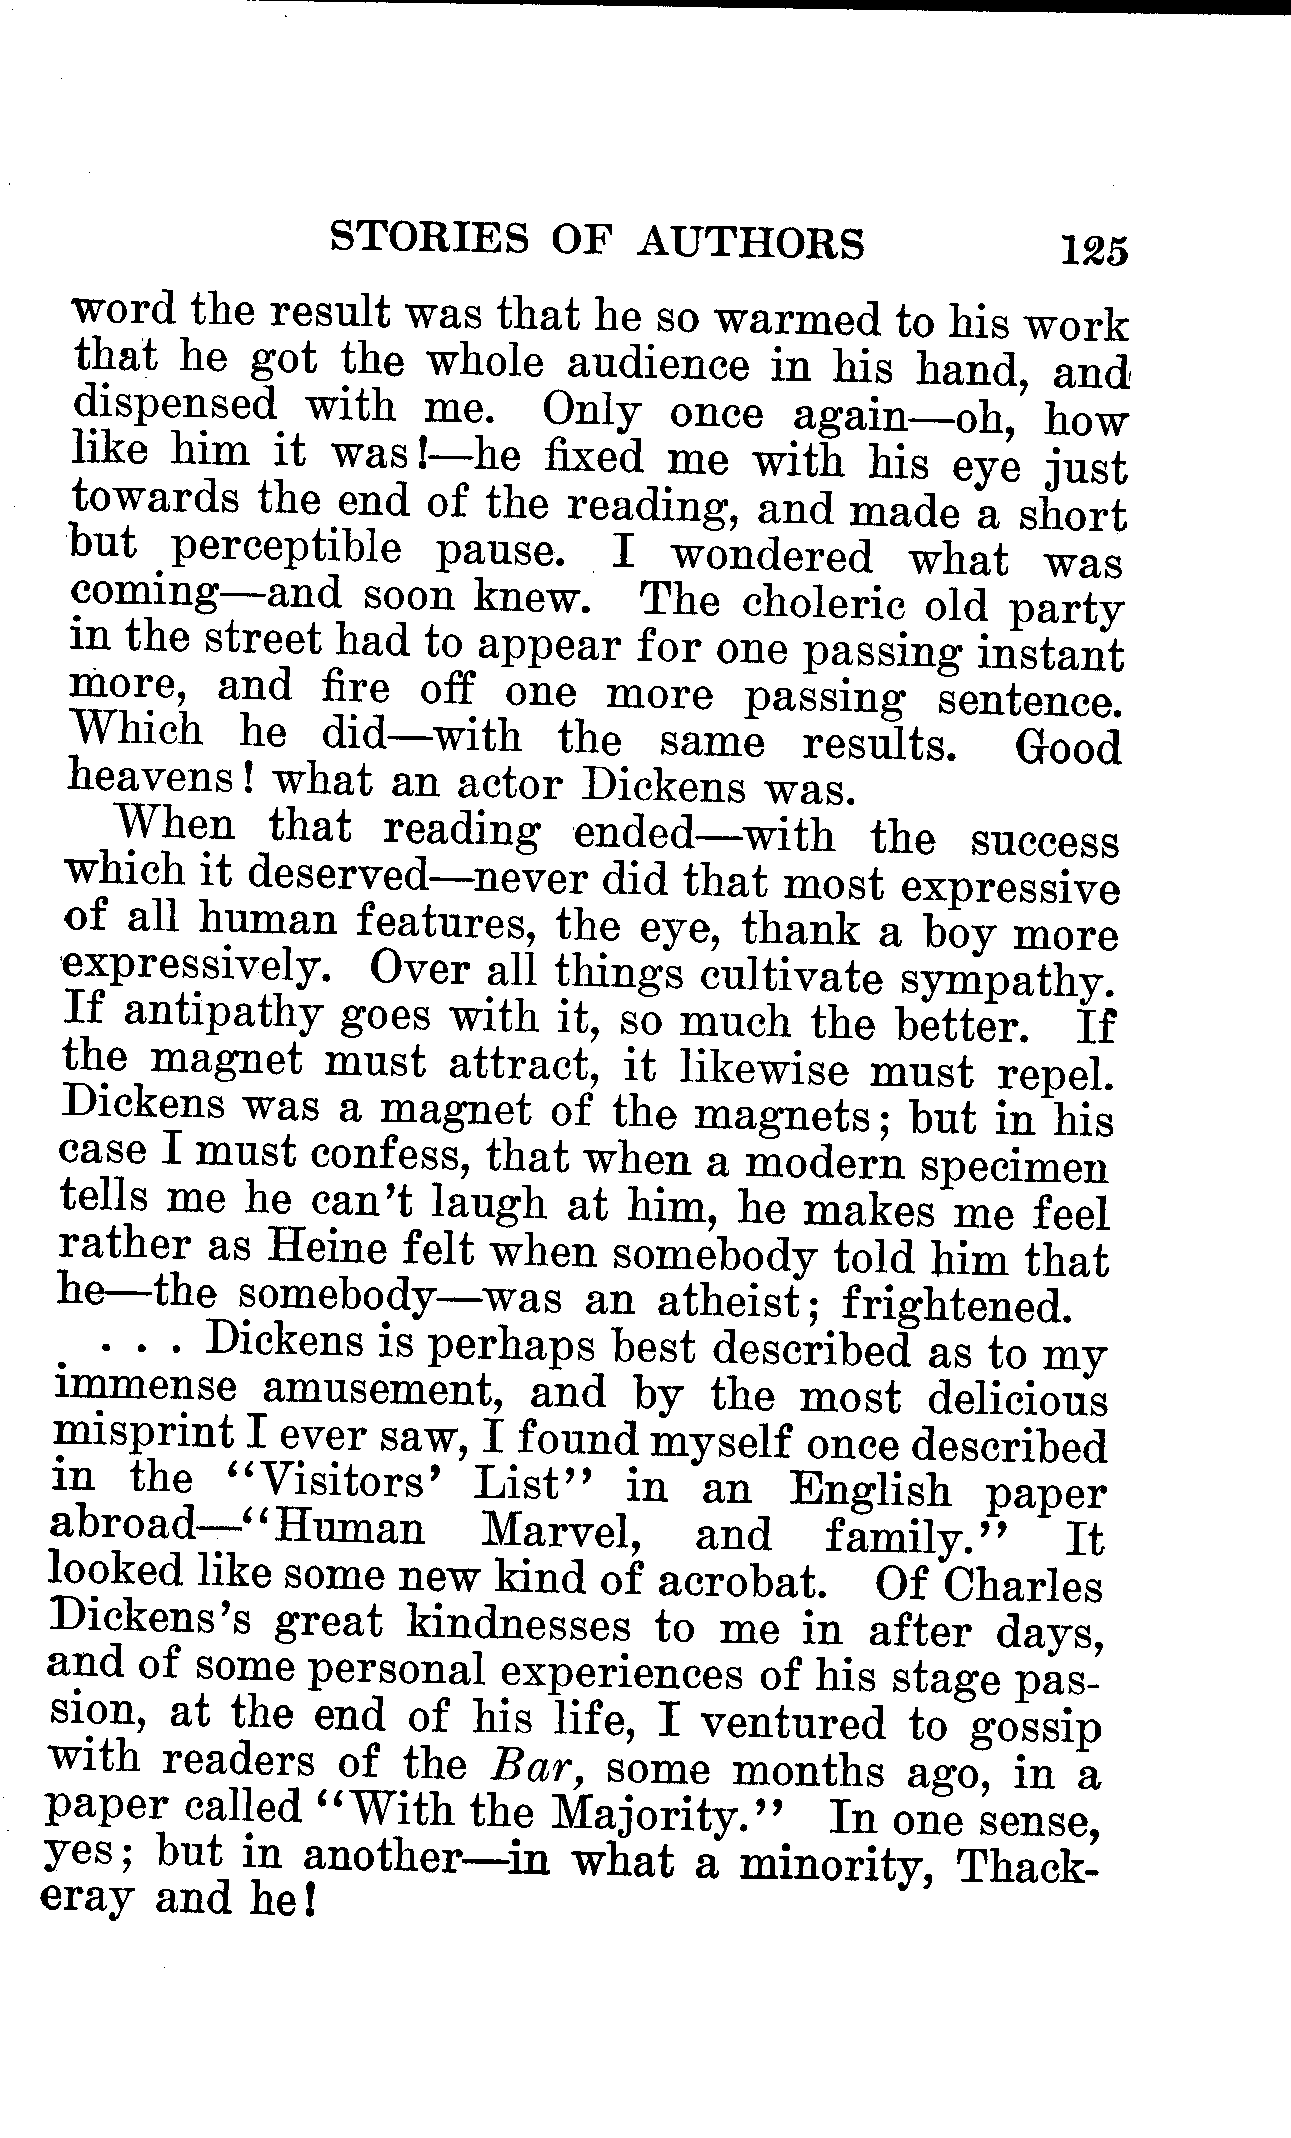 STORIES OF AUTHORS 125
word the result was that he so warmed to his work
that he got the whole audience in his hand, and
dispensed with me. Only once again—oh, how
like him it was!—he fixed me with his eye just
towards the end of the reading, and made a short
but perceptible pause. I wondered what was
coming—and soon knew. The choleric old party
in the street had to appear for one passing instant
more, and fire off one more passing sentence.
Which he did—with the same results. Good
heavens! what an actor Dickens was.
When that reading ended—with the success
which it deserved—never did that most expressive
of all human features, the eye, thank a boy more
expressively. Over all things cultivate sympathy.
If antipathy goes with it, so much the better. If
the magnet must attract, it likewise must repel.
Dickens was a magnet of the magnets; but in his
case I must confess, that when a modern specimen
tells me he can't laugh at him, he makes me feel
rather as Heine felt when somebody told him that
he—the somebody—was an atheist; frightened.
. . . Dickens is perhaps best described as to my
immense amusement, and by the most delicious
misprint I ever saw, I found myself once described
in the "Visitors' List" in an English paper
abroad—"Human Marvel, and family." It
looked like some new kind of acrobat. Of Charles
Dickens's great kindnesses to me in after days,
and of some personal experiences of his stage pas-
sion, at the end of his life, I ventured to gossip
with readers of the Bar, some months ago, in a
paper called "With the Majority." In one sense,
yes; but in another—in what a minority, Thack-
eray and he!